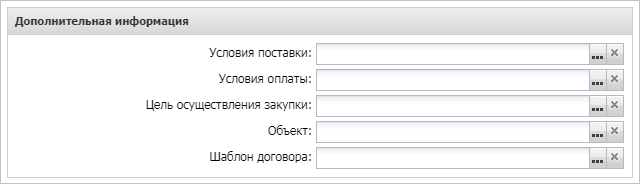 Дополнительная информация
Условия поставки:
Условия оплаты:
Цель осуществления закупки:
Объект:
Шаблон договора: